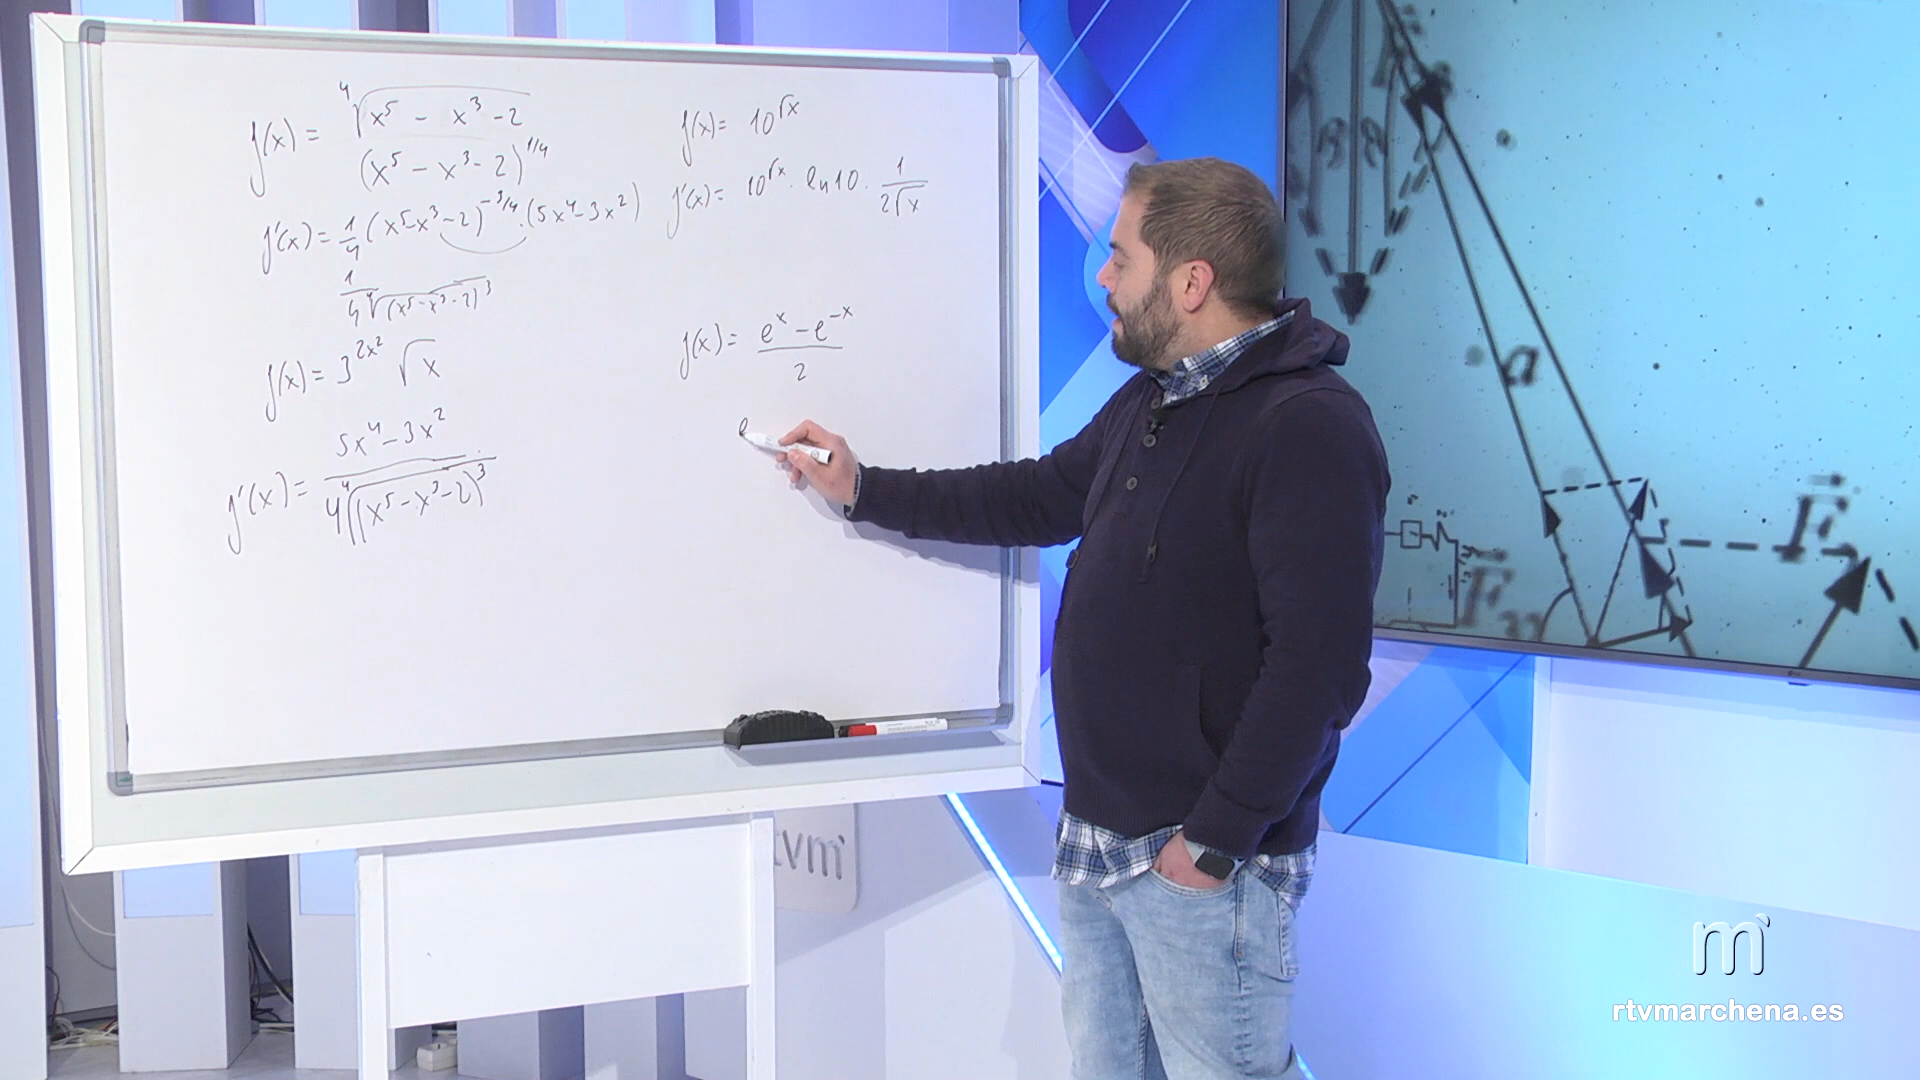 f(x) = ⁴√(x⁵ - x³ - 2)
(x⁵ - x³ - 2)^1/4
f'(x) = 1/4 (x⁵ - x³ - 2)^-3/4 · (5x⁴ - 3x²)
1/(4 ⁴√(x⁵ - x³ - 2)³)
f(x) = 3^2x² √x
5x⁴ - 3x²
f'(x) = ―――
4 ⁴√(x⁵ - x³ - 2)³
f(x) = 10^√x
f'(x) = 10^√x · ln10 · 1/(2√x)
f(x) = (e^x - e^-x)/2
e
a
F
tvm
m
rtvmarchena.es